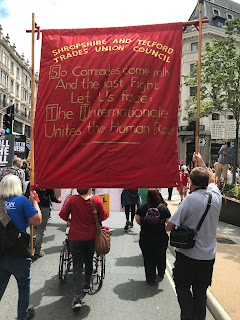 SHROPSHIRE AND TELFORD
TRADES UNION COUNCIL
So Comrades come rally
And the last Fight
Let Us face
The Internationale
Unites the Human Race